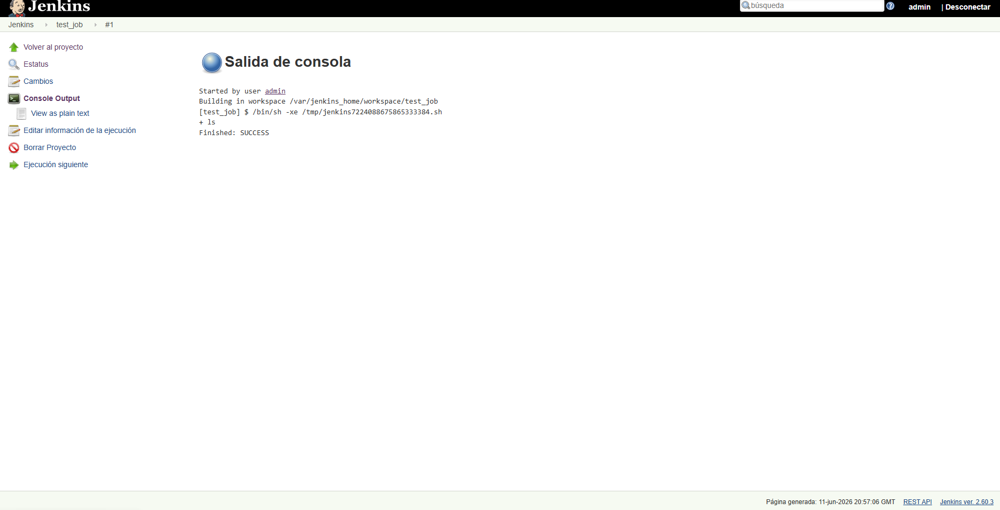 Jenkins
búsqueda
admin | Desconectar
Jenkins test_job #1
Volver al proyecto
Estatus
Cambios
Console Output
View as plain text
Editar información de la ejecución
Borrar Proyecto
Ejecución siguiente
Salida de consola
Started by user admin
Building in workspace /var/jenkins_home/workspace/test_job
[test_job] $ /bin/sh -xe /tmp/jenkins7224088675865333384.sh
+ ls
Finished: SUCCESS
Página generada: 11-jun-2026 20:57:06 GMT REST API Jenkins ver. 2.60.3